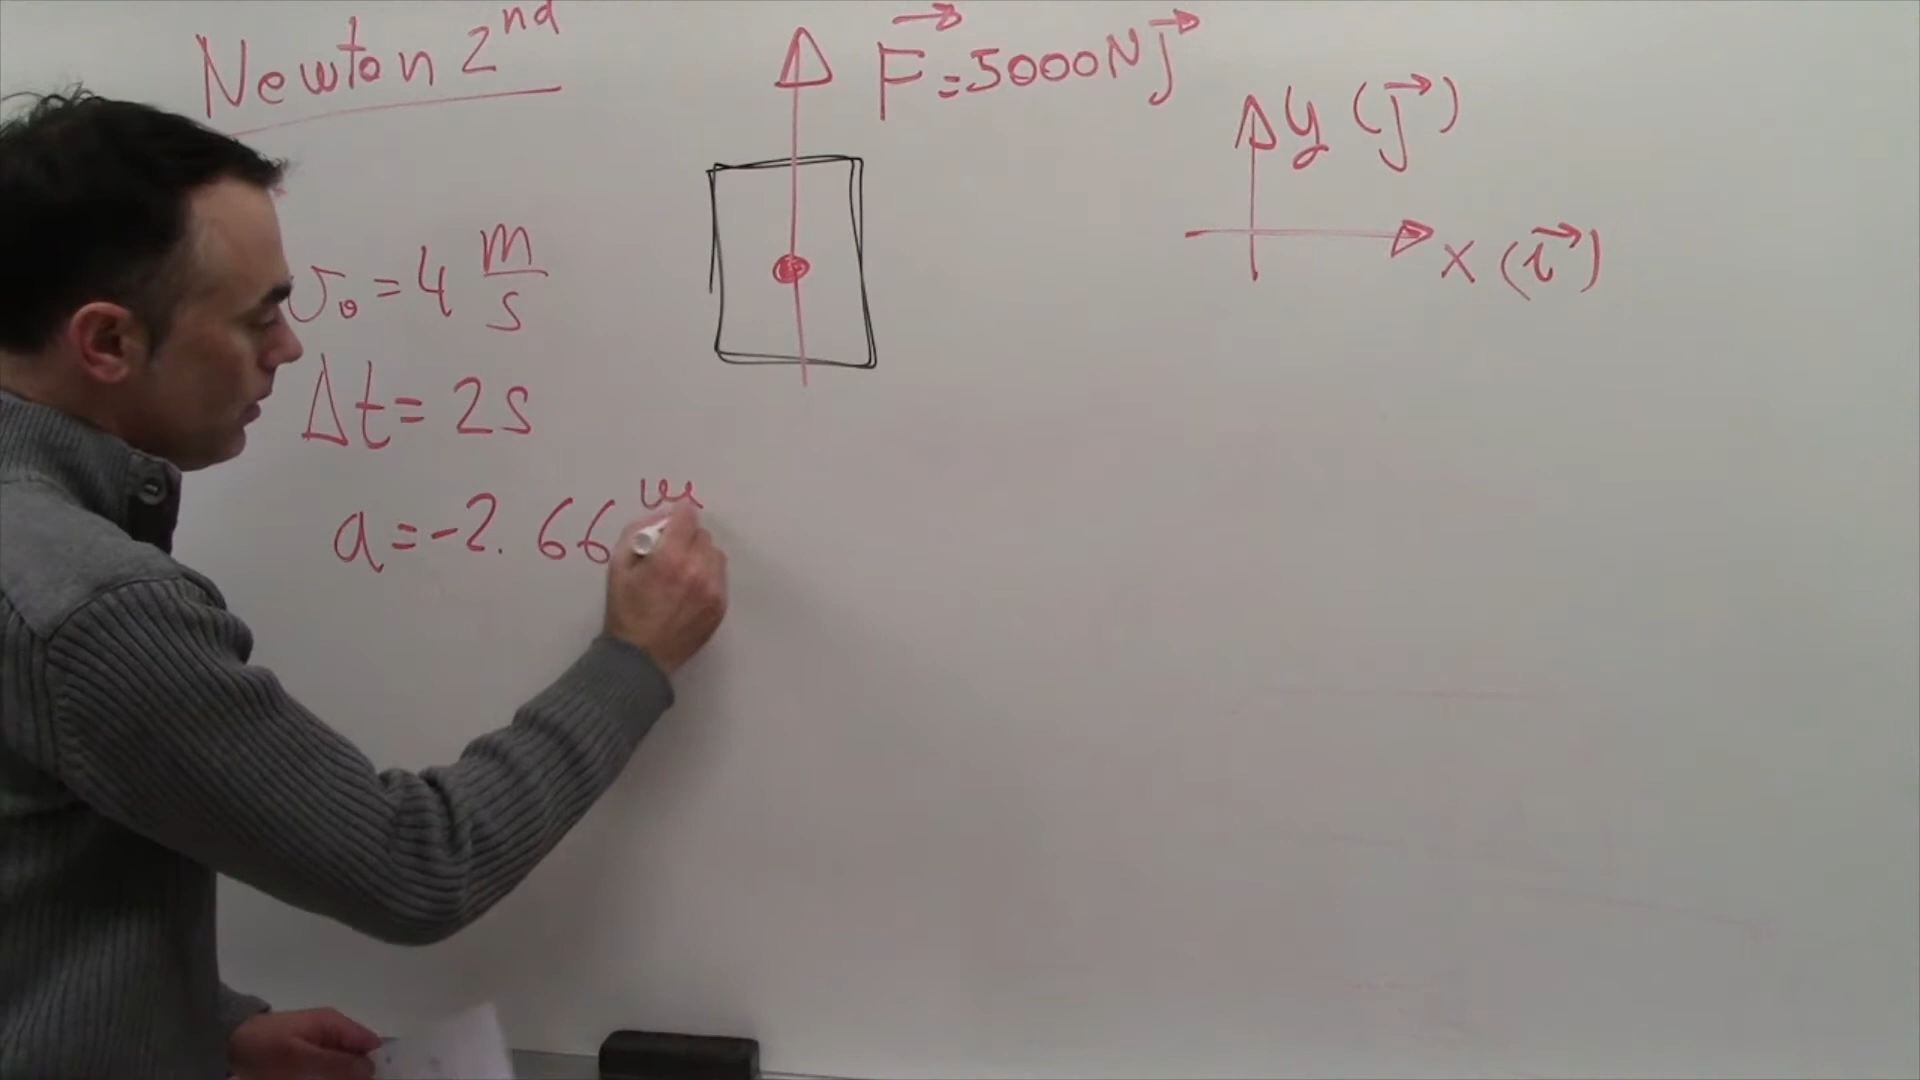 Newton 2nd
F = 5000N j
y (j)
x (i)
v₀ = 4 m/s
Δt = 2s
a = -2.66 m